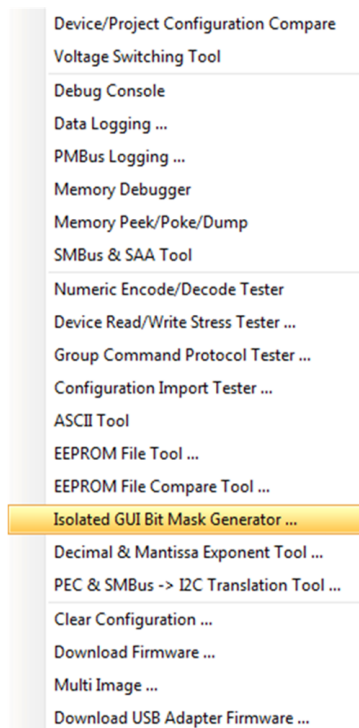 Device/Project Configuration Compare
Voltage Switching Tool
Debug Console
Data Logging ...
PMBus Logging ...
Memory Debugger
Memory Peek/Poke/Dump
SMBus & SAA Tool
Numeric Encode/Decode Tester
Device Read/Write Stress Tester ...
Group Command Protocol Tester ...
Configuration Import Tester ...
ASCII Tool
EEPROM File Tool ...
EEPROM File Compare Tool ...
Isolated GUI Bit Mask Generator ...
Decimal & Mantissa Exponent Tool ...
PEC & SMBus -> I2C Translation Tool ...
Clear Configuration ...
Download Firmware ...
Multi Image ...
Download USB Adapter Firmware ...